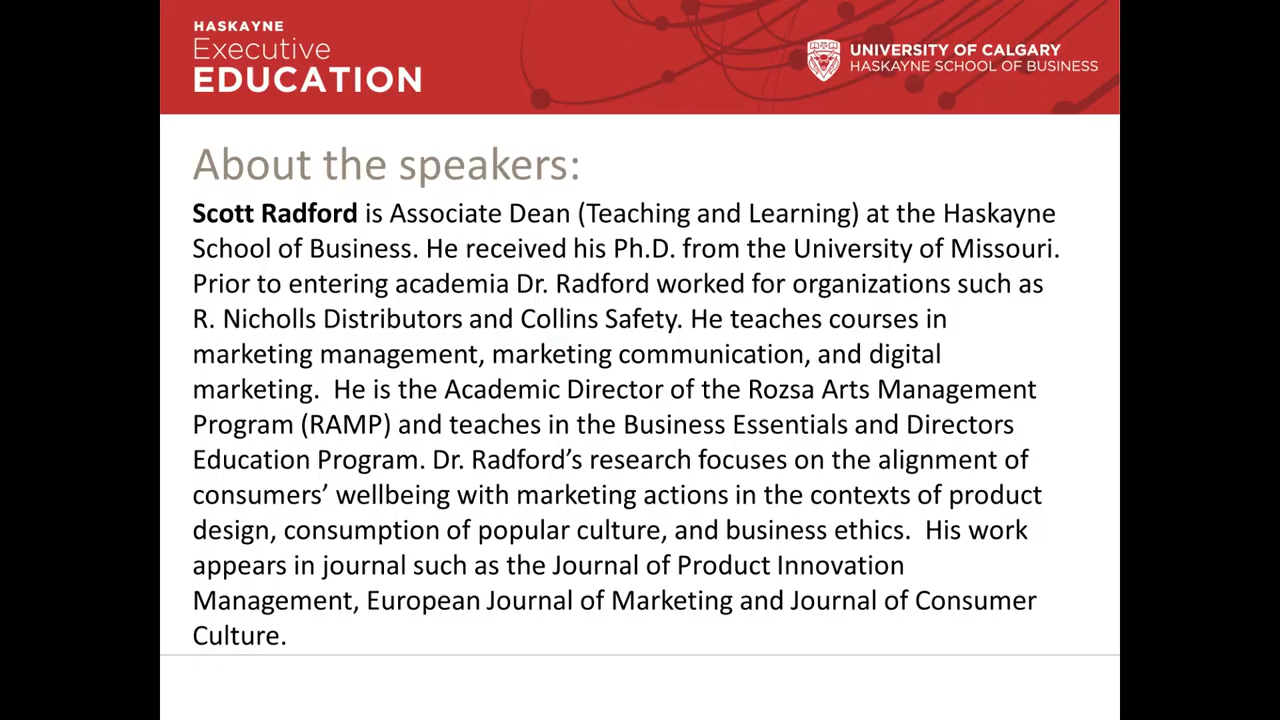 HASKAYNE
Executive
EDUCATION
UNIVERSITY OF CALGARY
HASKAYNE SCHOOL OF BUSINESS
About the speakers:
Scott Radford is Associate Dean (Teaching and Learning) at the Haskayne
School of Business. He received his Ph.D. from the University of Missouri.
Prior to entering academia Dr. Radford worked for organizations such as
R. Nicholls Distributors and Collins Safety. He teaches courses in
marketing management, marketing communication, and digital
marketing.  He is the Academic Director of the Rozsa Arts Management
Program (RAMP) and teaches in the Business Essentials and Directors
Education Program. Dr. Radford’s research focuses on the alignment of
consumers’ wellbeing with marketing actions in the contexts of product
design, consumption of popular culture, and business ethics.  His work
appears in journal such as the Journal of Product Innovation
Management, European Journal of Marketing and Journal of Consumer
Culture.